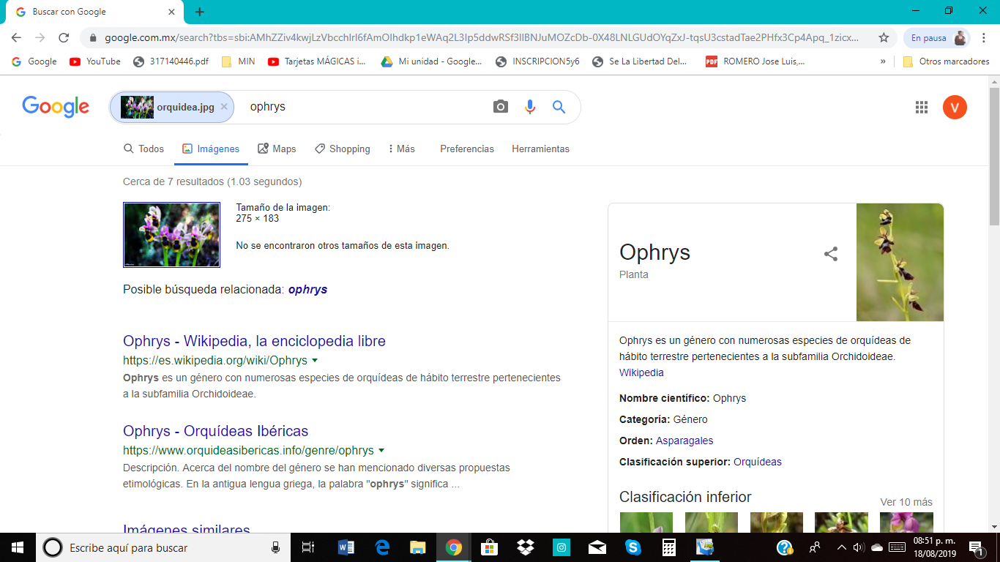 Buscar con Google
google.com.mx/search?tbs=sbi:AMhZZiv4kwjLzVbcchIrl6fAmOIhdkp1eWAq2L3Ip5ddwRSf3IlBNJuMOZcDb-0X48LNLGUdOYqZxJ-tqsU3cstadTae2PHfx3Cp4Apq_1zicx...
En pausa
Google
YouTube
317140446.pdf
MIN
Tarjetas MÁGICAS i...
Mi unidad - Google...
INSCRIPCION5y6
Se La Libertad Del...
PDF
ROMERO Jose Luis,...
»
Otros marcadores
Google
orquidea.jpg
ophrys
V
Todos
Imágenes
Maps
Shopping
Más
Preferencias
Herramientas
Cerca de 7 resultados (1.03 segundos)
Tamaño de la imagen:
275 × 183
No se encontraron otros tamaños de esta imagen.
Posible búsqueda relacionada: ophrys
Ophrys - Wikipedia, la enciclopedia libre
https://es.wikipedia.org/wiki/Ophrys
Ophrys es un género con numerosas especies de orquídeas de hábito terrestre pertenecientes
a la subfamilia Orchidoideae.
Ophrys - Orquídeas Ibéricas
https://www.orquideasibericas.info/genre/ophrys
Descripción. Acerca del nombre del género se han mencionado diversas propuestas
etimológicas. En la antigua lengua griega, la palabra "ophrys" significa ...
Imágenes similares
Ophrys
Planta
Ophrys es un género con numerosas especies de orquídeas de
hábito terrestre pertenecientes a la subfamilia Orchidoideae.
Wikipedia
Nombre científico: Ophrys
Categoría: Género
Orden: Asparagales
Clasificación superior: Orquídeas
Clasificación inferior
Ver 10 más
Escribe aquí para buscar
08:51 p. m.
18/08/2019
1